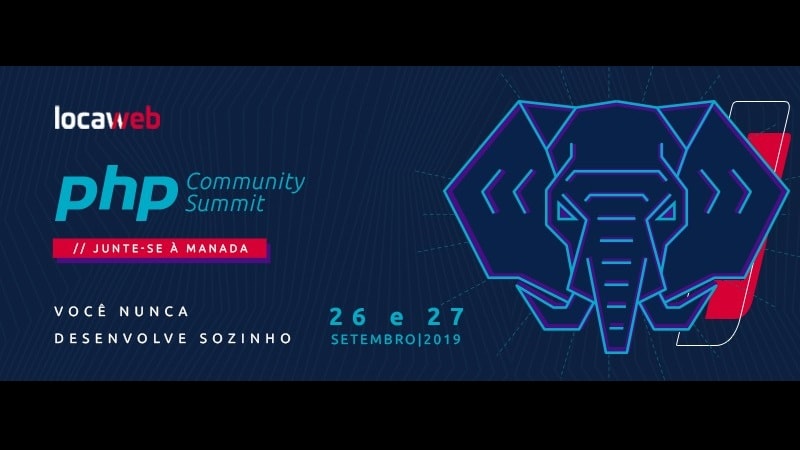 locaweb
php Community
Summit
// JUNTE-SE À MANADA
VOCÊ NUNCA
DESENVOLVE SOZINHO
26 e 27
SETEMBRO|2019